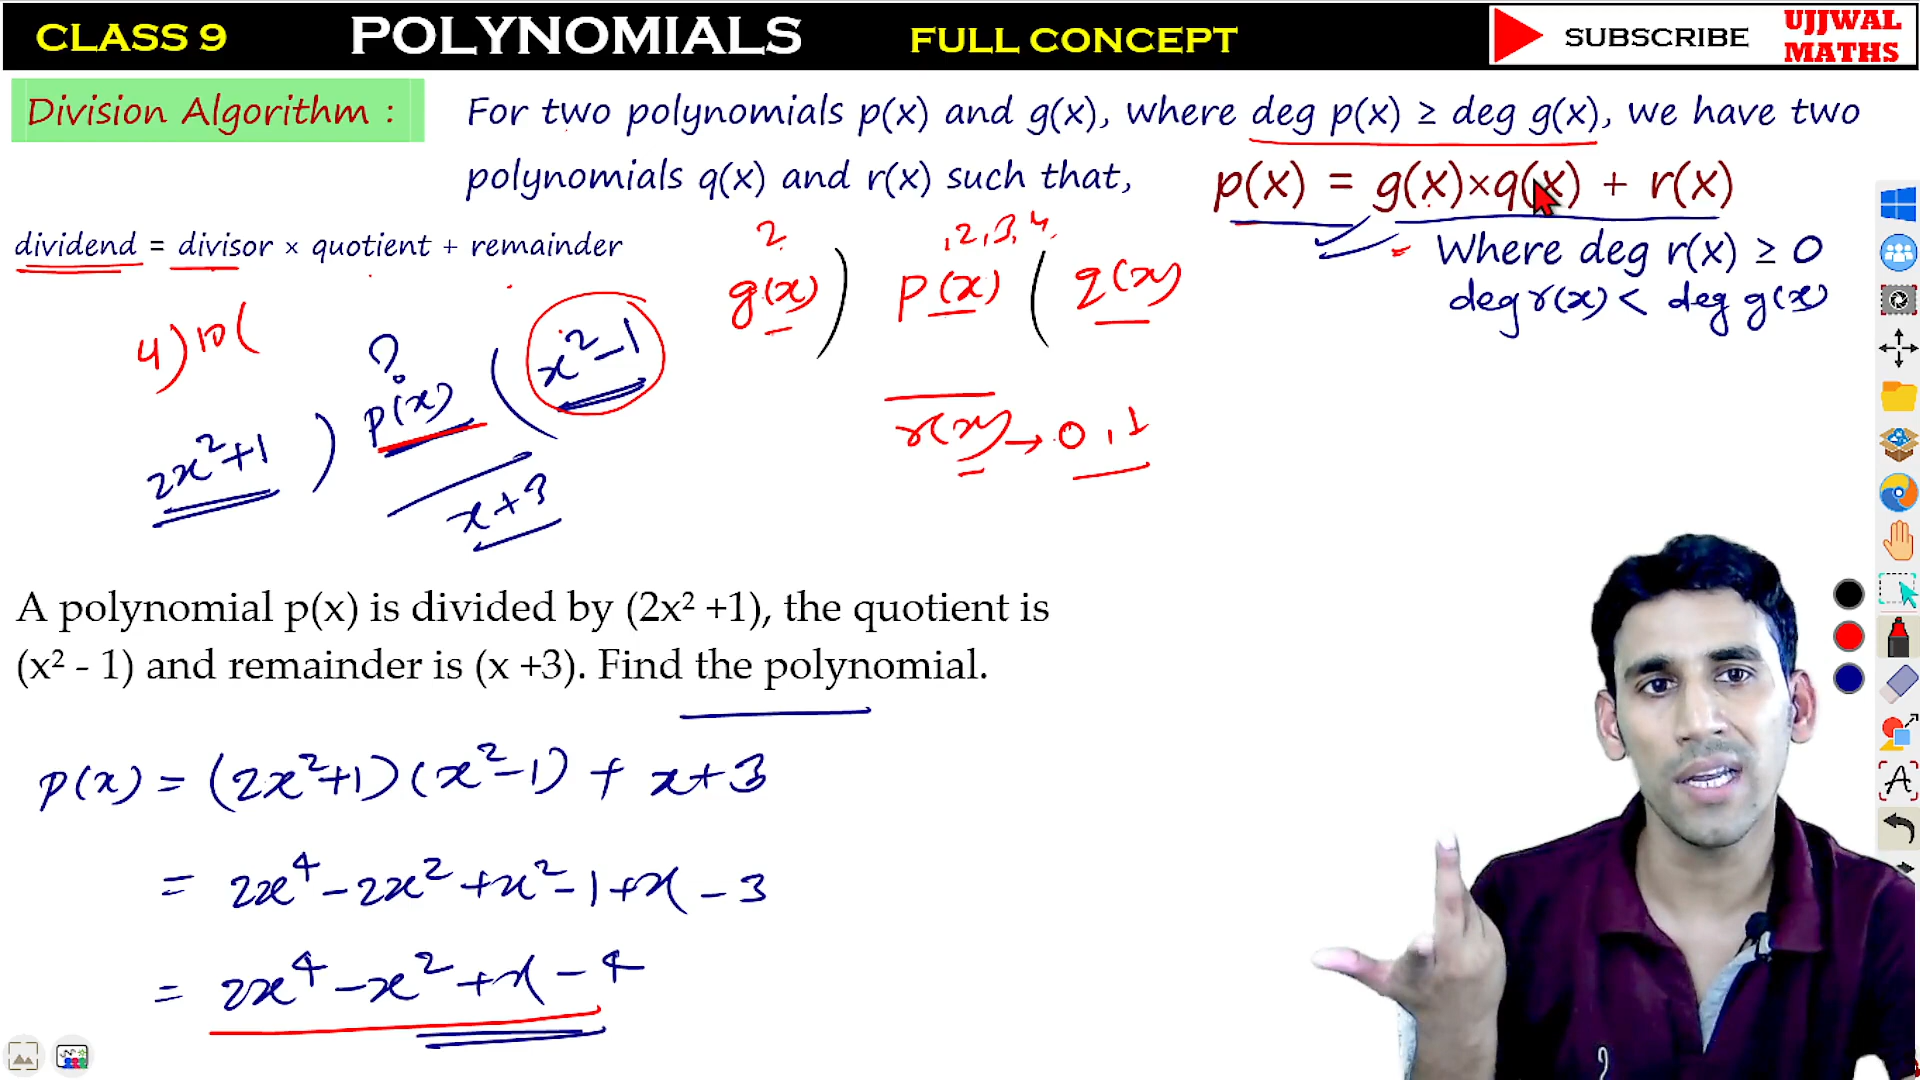 CLASS 9 POLYNOMIALS FULL CONCEPT SUBSCRIBE UJJWAL MATHS
Division Algorithm : For two polynomials p(x) and g(x), where deg p(x) ≥ deg g(x), we have two
polynomials q(x) and r(x) such that, p(x) = g(x)×q(x) + r(x)
dividend = divisor × quotient + remainder
Where deg r(x) ≥ 0
deg r(x) < deg g(x)
2 ,2,3,4
g(x) ) p(x) ( q(x)
r(x) → 0,1
4)10(
?
2x²+1 ) p(x) ( x²-1
x+3
A polynomial p(x) is divided by (2x² +1), the quotient is
(x² - 1) and remainder is (x +3). Find the polynomial.
p(x) = (2x²+1)(x²-1) + x+3
= 2x⁴-2x²+x²-1+x-3
= 2x⁴-x²+x-4